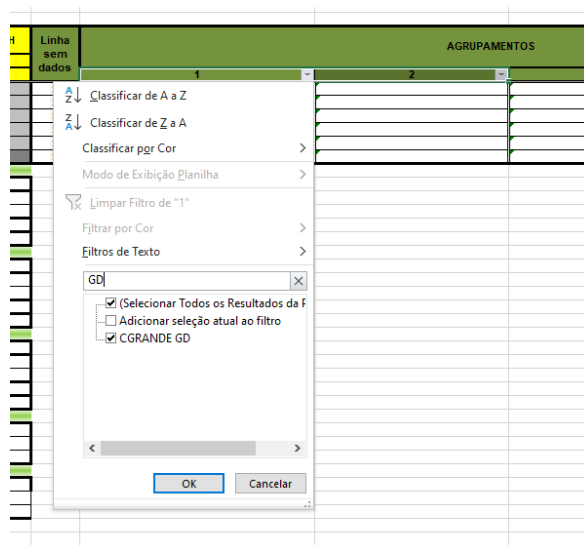 H
Linha
sem
dados
AGRUPAMENTOS
1
2
Classificar de A a Z
Classificar de Z a A
Classificar por Cor
Modo de Exibição Planilha
Limpar Filtro de "1"
Filtrar por Cor
Filtros de Texto
GD
(Selecionar Todos os Resultados da P
Adicionar seleção atual ao filtro
CGRANDE GD
OK
Cancelar